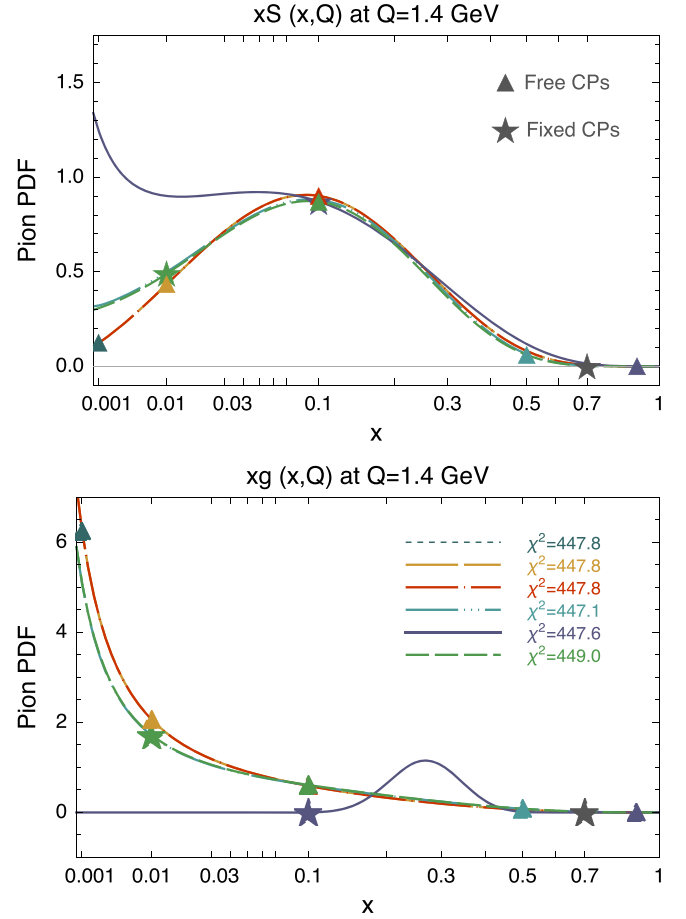 xS (x,Q) at Q=1.4 GeV
Pion PDF
1.5
1.0
0.5
0.0
Free CPs
Fixed CPs
0.001 0.01 0.03 0.1 0.3 0.5 0.7 1
x
xg (x,Q) at Q=1.4 GeV
Pion PDF
6
4
2
0
χ²=447.8
χ²=447.8
χ²=447.8
χ²=447.1
χ²=447.6
χ²=449.0
0.001 0.01 0.03 0.1 0.3 0.5 0.7 1
x